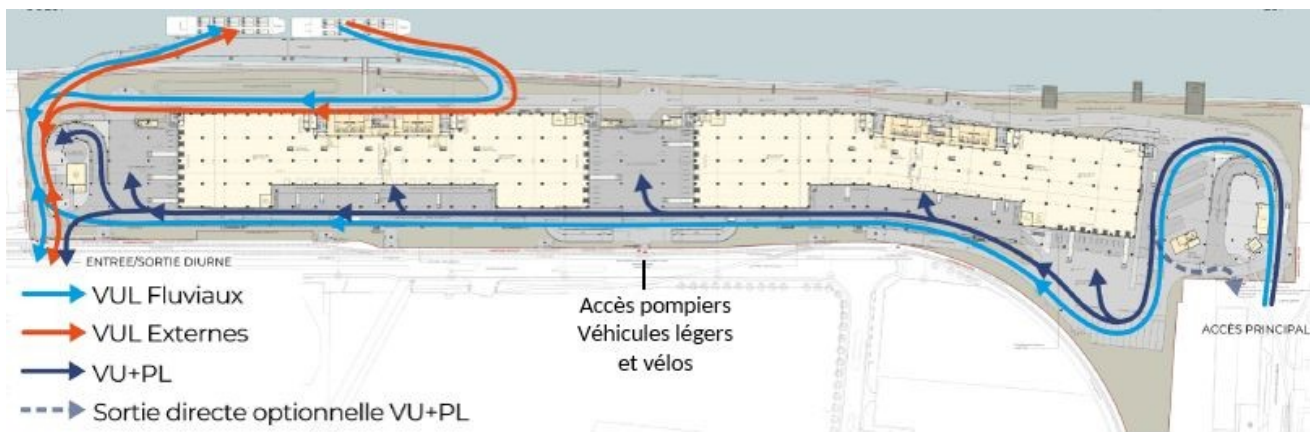 ENTREE/SORTIE DIURNE
VUL Fluviaux
VUL Externes
VU+PL
Sortie directe optionnelle VU+PL
Accès pompiers
Véhicules légers
et vélos
ACCÈS PRINCIPAL